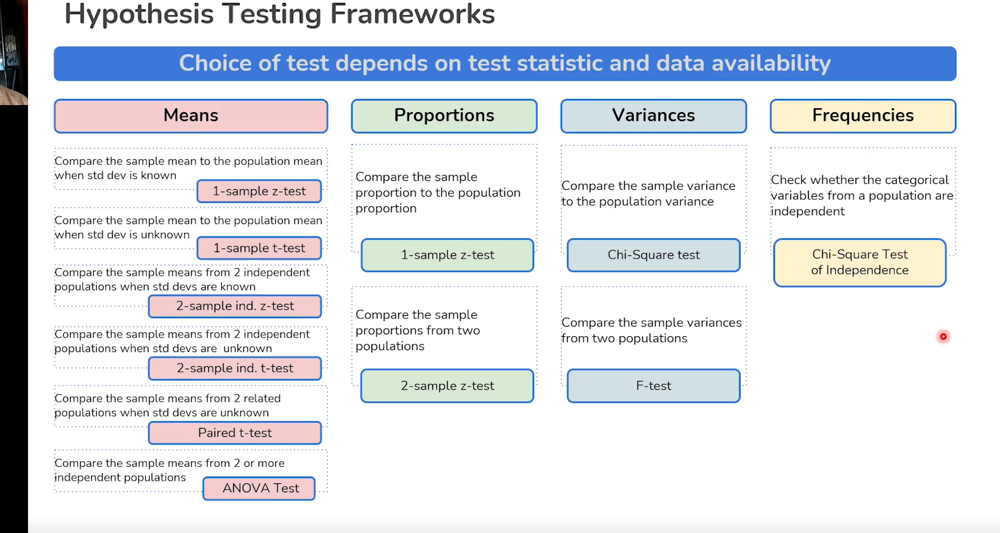 Hypothesis Testing Frameworks
Choice of test depends on test statistic and data availability
Means
Compare the sample mean to the population mean
when std dev is known
1-sample z-test
Compare the sample mean to the population mean
when std dev is unknown
1-sample t-test
Compare the sample means from 2 independent
populations when std devs are known
2-sample ind. z-test
Compare the sample means from 2 independent
populations when std devs are unknown
2-sample ind. t-test
Compare the sample means from 2 related
populations when std devs are unknown
Paired t-test
Compare the sample means from 2 or more
independent populations
ANOVA Test
Proportions
Compare the sample
proportion to the population
proportion
1-sample z-test
Compare the sample
proportions from two
populations
2-sample z-test
Variances
Compare the sample variance
to the population variance
Chi-Square test
Compare the sample variances
from two populations
F-test
Frequencies
Check whether the categorical
variables from a population are
independent
Chi-Square Test
of Independence